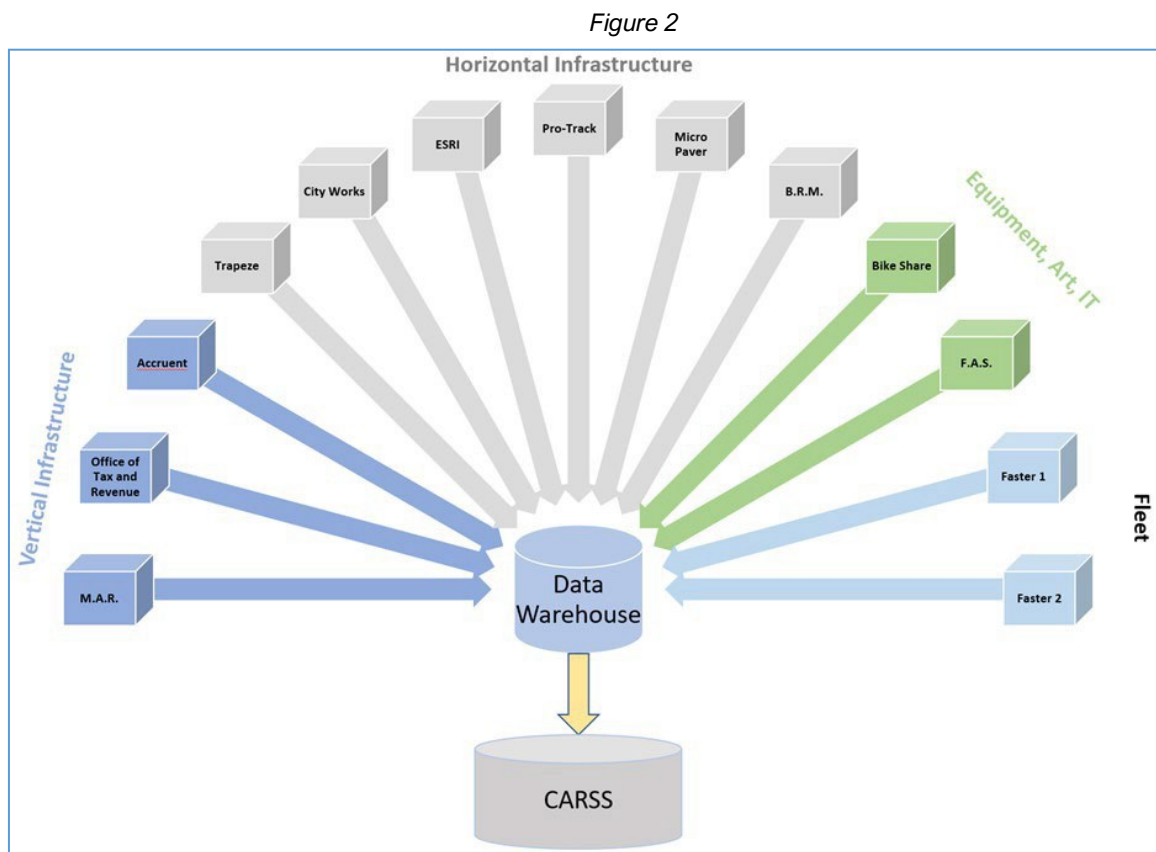 Figure 2
Horizontal Infrastructure
Pro-Track
ESRI
Micro
Paver
City Works
B.R.M.
Trapeze
Bike Share
Equipment, Art, IT
Accruent
F.A.S.
Vertical Infrastructure
Office of
Tax and
Revenue
Faster 1
Fleet
M.A.R.
Faster 2
Data
Warehouse
CARSS